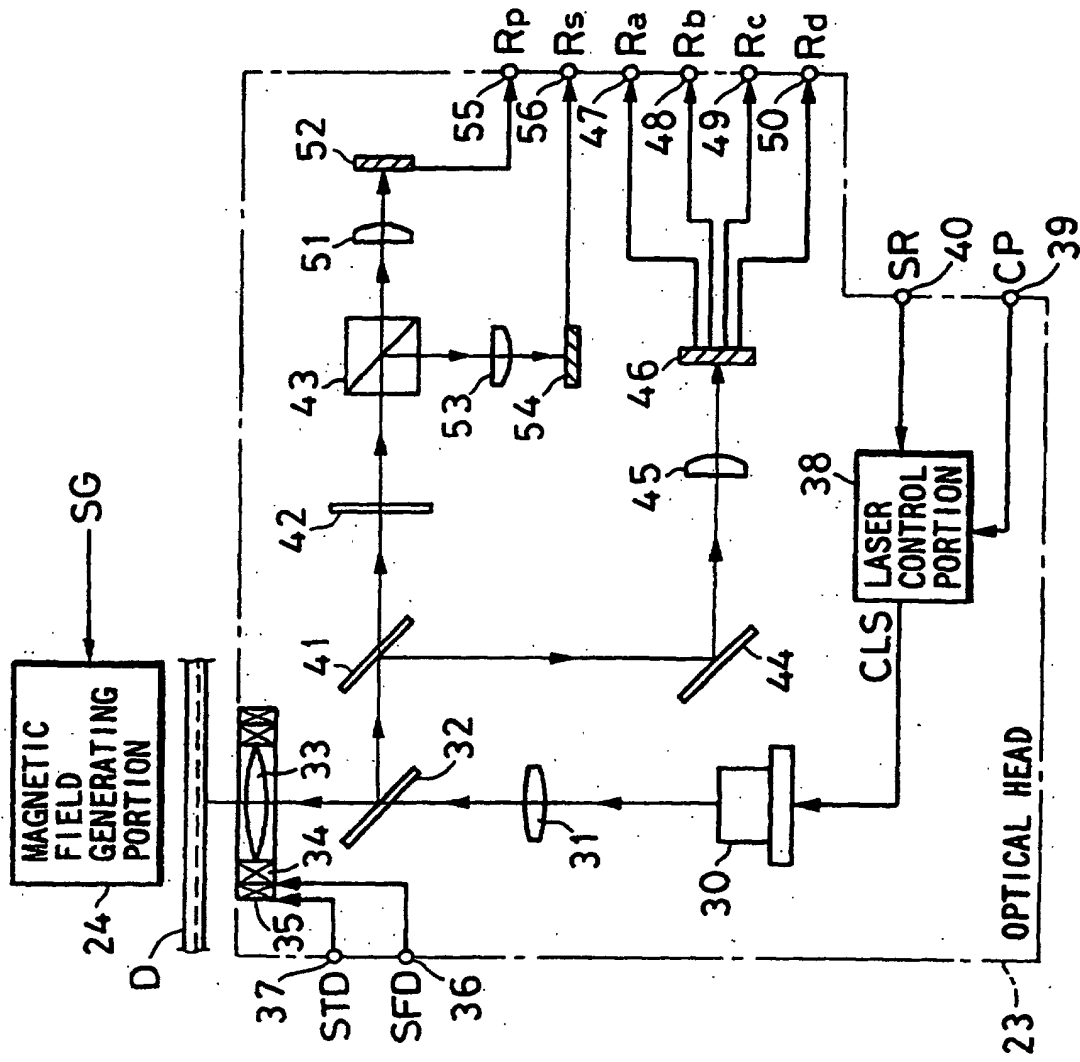 SG
MAGNETIC
FIELD
GENERATING
PORTION
24
D
33
34
35
37
STD
SFD
36
32
41
42
43
51
52
53
54
55
Rp
56
Rs
47
Ra
48
Rb
49
Rc
50
Rd
31
30
44
45
46
38
LASER
CONTROL
PORTION
CLS
SR
40
CP
39
OPTICAL HEAD
23